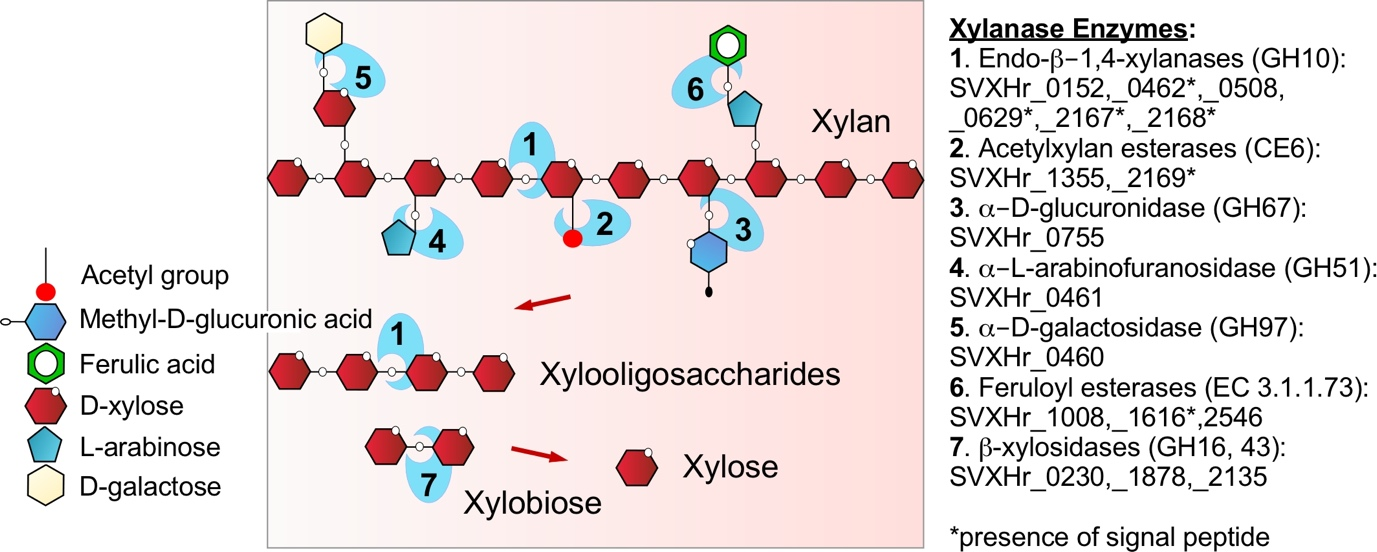 5
6
Xylan
1
2
3
4
Acetyl group
Methyl-D-glucuronic acid
Ferulic acid
D-xylose
L-arabinose
D-galactose
1
Xylooligosaccharides
7
Xylobiose
Xylose
Xylanase Enzymes:
1. Endo-β–1,4-xylanases (GH10):
SVXHr_0152,_0462*,_0508,
_0629*,_2167*,_2168*
2. Acetylxylan esterases (CE6):
SVXHr_1355,_2169*
3. α–D-glucuronidase (GH67):
SVXHr_0755
4. α–L-arabinofuranosidase (GH51):
SVXHr_0461
5. α–D-galactosidase (GH97):
SVXHr_0460
6. Feruloyl esterases (EC 3.1.1.73):
SVXHr_1008,_1616*,2546
7. β-xylosidases (GH16, 43):
SVXHr_0230,_1878,_2135
*presence of signal peptide